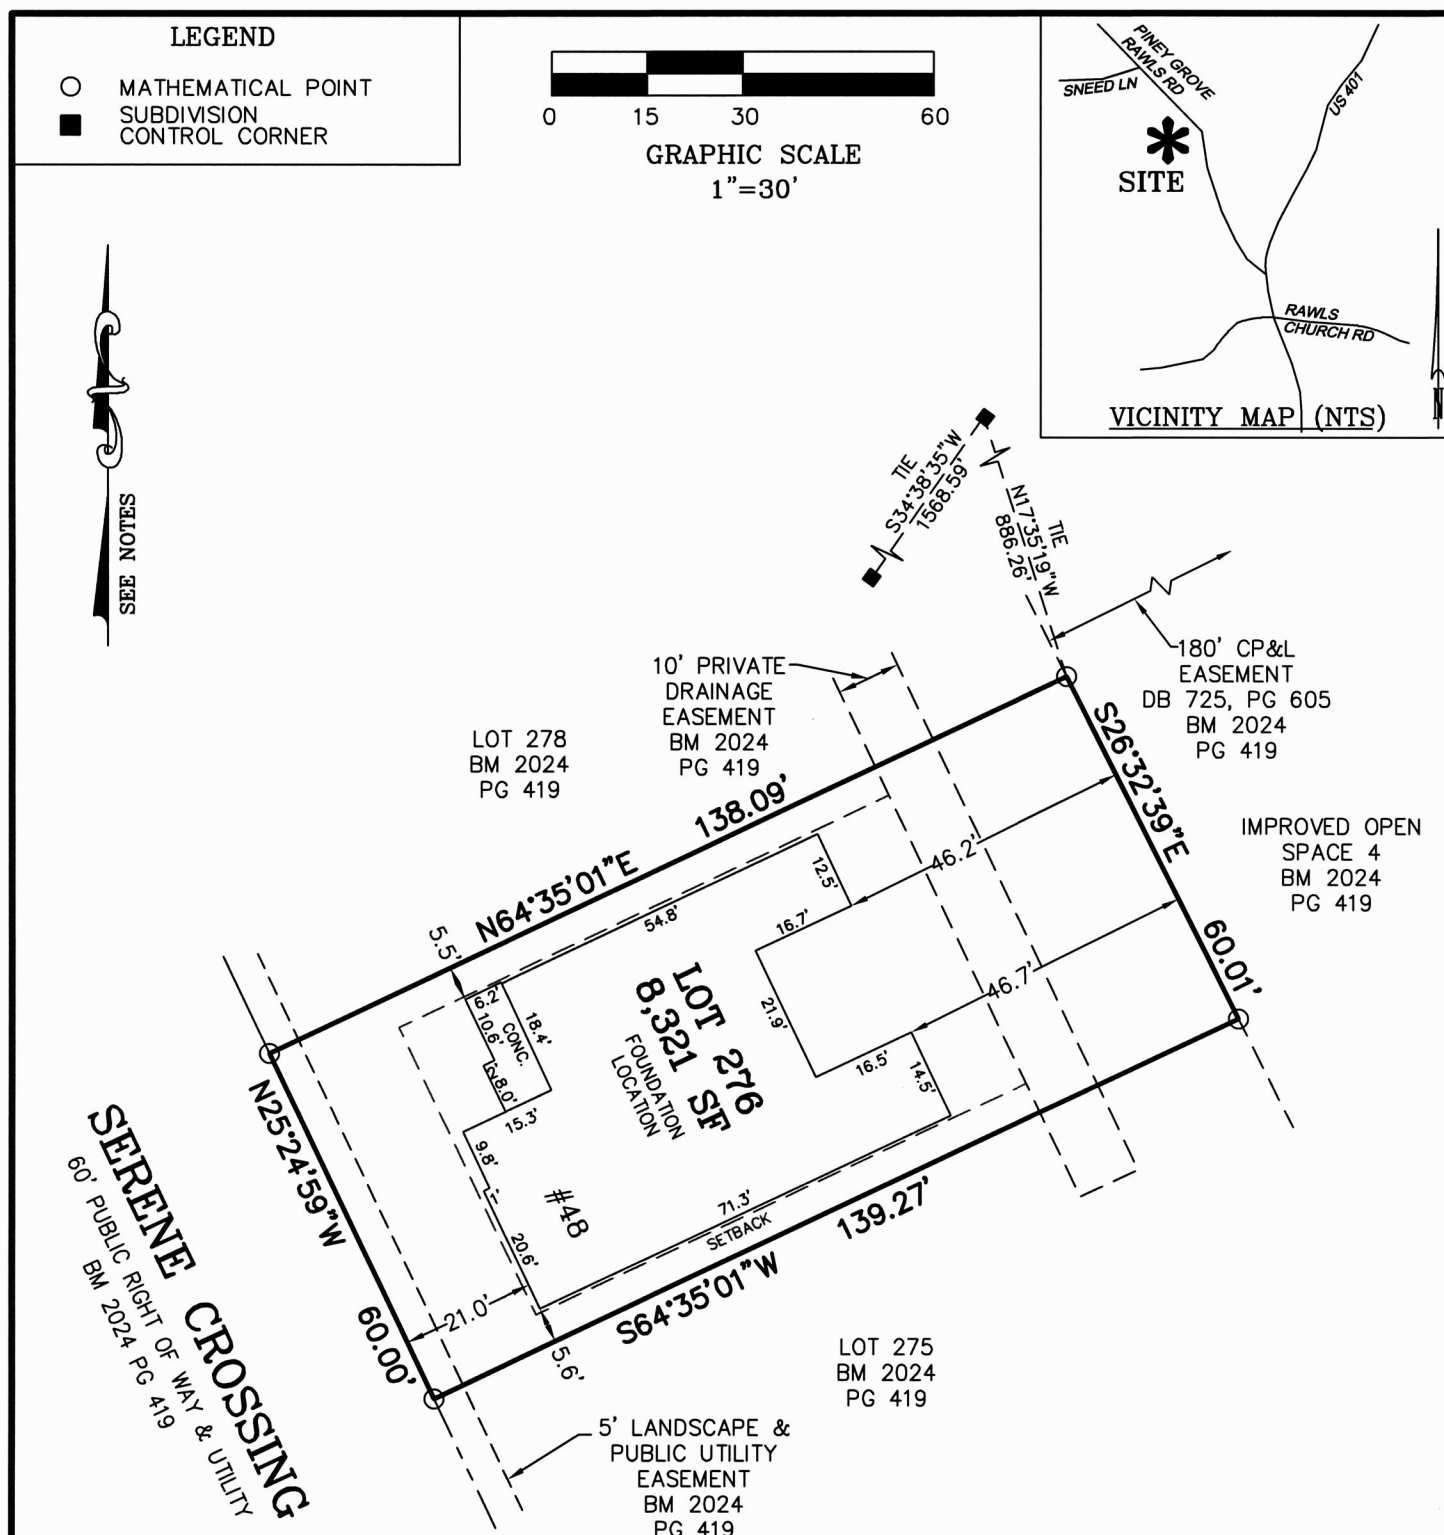 LEGEND
MATHEMATICAL POINT
SUBDIVISION
CONTROL CORNER
0 15 30 60
GRAPHIC SCALE
1"=30'
PINEY GROVE
RAWLS RD
SNEED LN
US 401
SITE
RAWLS
CHURCH RD
VICINITY MAP (NTS)
N
SEE NOTES
TIE
S34°38'35"W
1568.59'
TIE
N17°35'19"W
886.26'
180' CP&L
EASEMENT
DB 725, PG 605
BM 2024
PG 419
10' PRIVATE
DRAINAGE
EASEMENT
BM 2024
PG 419
LOT 278
BM 2024
PG 419
N64°35'01"E
138.09'
S26°32'39"E
60.01'
IMPROVED OPEN
SPACE 4
BM 2024
PG 419
5.5'
54.8'
12.5'
46.2'
16.7'
21.9'
46.7'
16.5'
14.5'
6.2'
10.6'
CONC.
18.4'
8.0'
15.3'
9.8'
20.6'
LOT 276
8,321 SF
FOUNDATION
LOCATION
#48
71.3'
SETBACK
21.0'
5.6'
N25°24'59"W
60.00'
S64°35'01"W
139.27'
SERENE CROSSING
60' PUBLIC RIGHT OF WAY & UTILITY
BM 2024 PG 419
LOT 275
BM 2024
PG 419
5' LANDSCAPE &
PUBLIC UTILITY
EASEMENT
BM 2024
PG 419